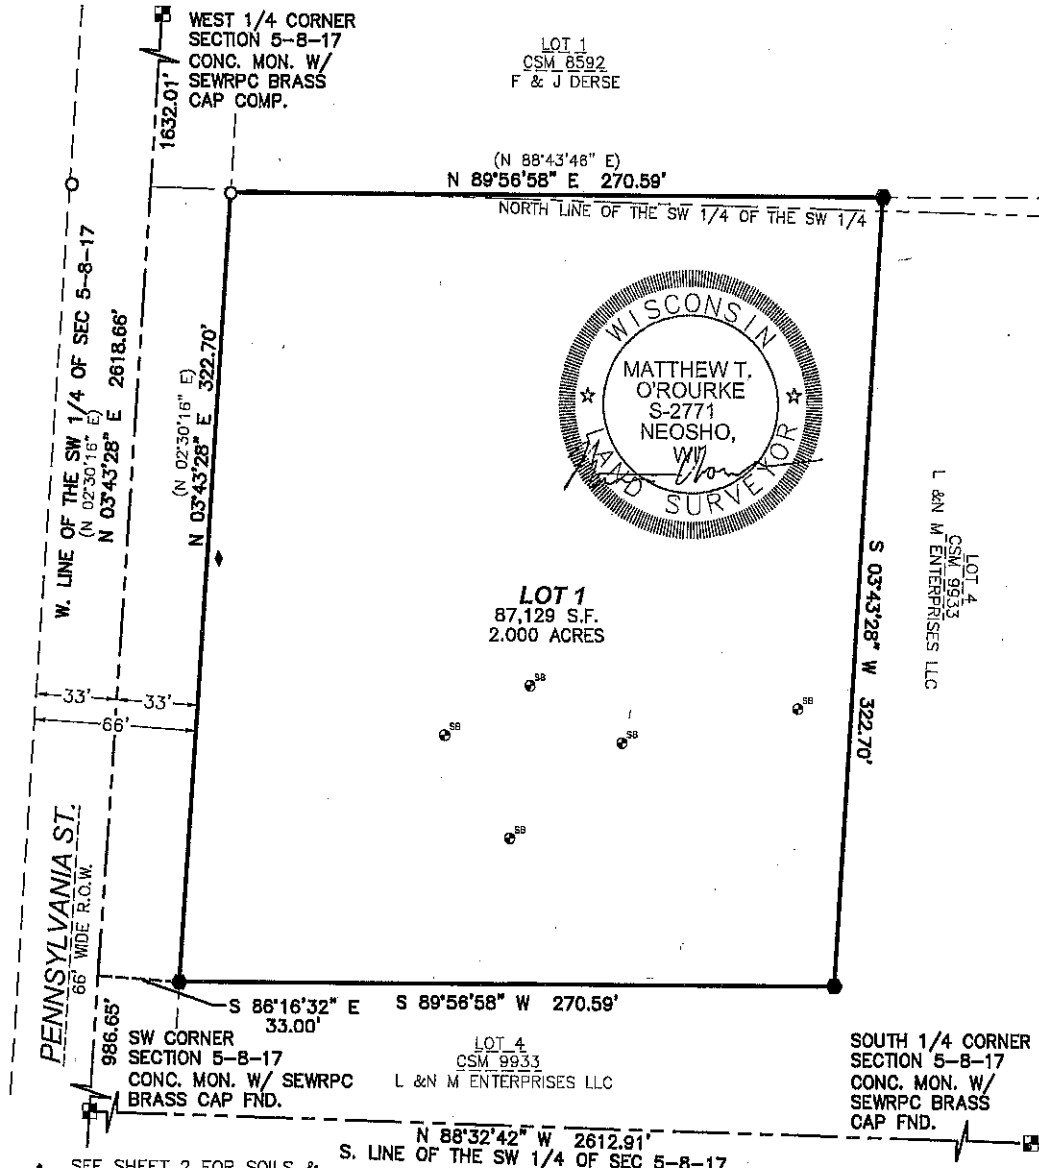 WEST 1/4 CORNER
SECTION 5-8-17
CONC. MON. W/
SEWRPC BRASS
CAP COMP.
1632.01'
LOT 1
CSM 8592
F & J DERSE
(N 88°43'46" E)
N 89°56'58" E 270.59'
NORTH LINE OF THE SW 1/4 OF THE SW 1/4
W. LINE OF THE SW 1/4 OF SEC 5-8-17
(N 02°30'16" E)
N 03°43'28" E 2618.66'
(N 02°30'16" E)
N 03°43'28" E 322.70'
WISCONSIN
MATTHEW T.
O'ROURKE
S-2771
NEOSHO,
WI
LAND SURVEYOR
LOT 4
CSM 9933
L &N M ENTERPRISES LLC
S 03°43'28" W 322.70'
LOT 1
87,129 S.F.
2.000 ACRES
SB
SB
SB
SB
SB
33'
33'
66'
PENNSYLVANIA ST.
66' WIDE R.O.W.
S 86°16'32" E
33.00'
S 89°56'58" W 270.59'
986.65'
SW CORNER
SECTION 5-8-17
CONC. MON. W/ SEWRPC
BRASS CAP FND.
LOT 4
CSM 9933
L &N M ENTERPRISES LLC
SOUTH 1/4 CORNER
SECTION 5-8-17
CONC. MON. W/
SEWRPC BRASS
CAP FND.
N 88°32'42" W 2612.91'
S. LINE OF THE SW 1/4 OF SEC 5-8-17
SEE SHEET 2 FOR SOILS &